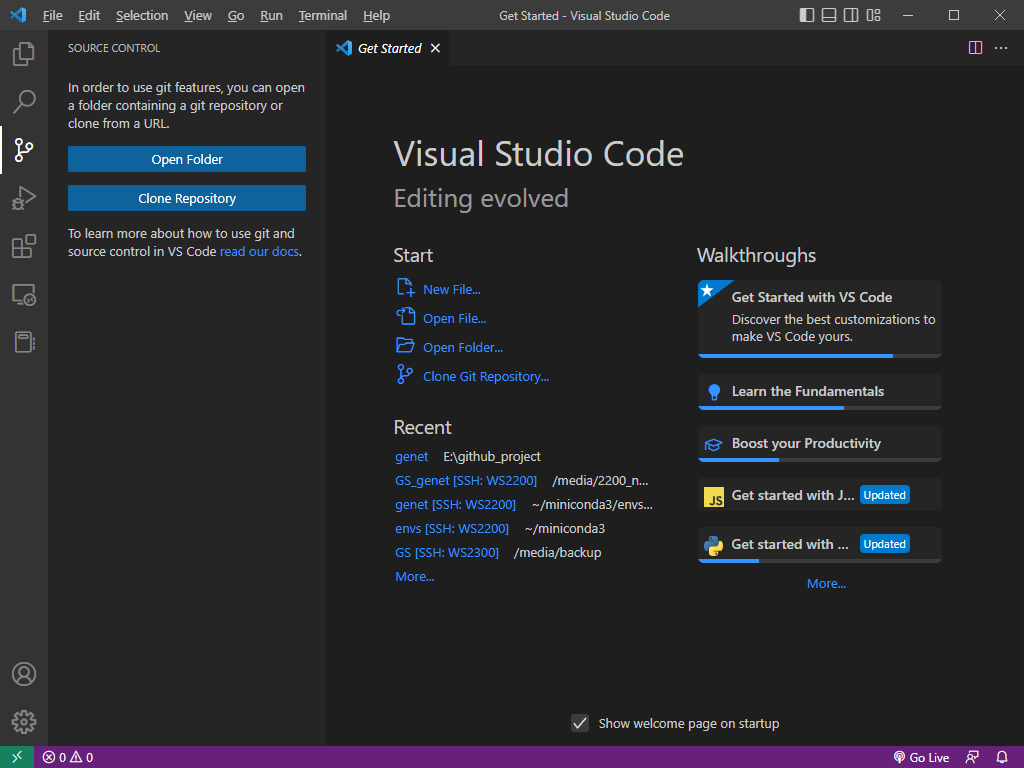 File Edit Selection View Go Run Terminal Help Get Started - Visual Studio Code
SOURCE CONTROL
In order to use git features, you can open
a folder containing a git repository or
clone from a URL.
Open Folder
Clone Repository
To learn more about how to use git and
source control in VS Code read our docs.
Get Started
Visual Studio Code
Editing evolved
Start
New File...
Open File...
Open Folder...
Clone Git Repository...
Recent
genet E:\github_project
GS_genet [SSH: WS2200] /media/2200_n...
genet [SSH: WS2200] ~/miniconda3/envs...
envs [SSH: WS2200] ~/miniconda3
GS [SSH: WS2300] /media/backup
More...
Walkthroughs
Get Started with VS Code
Discover the best customizations to
make VS Code yours.
Learn the Fundamentals
Boost your Productivity
JS Get started with J... Updated
Get started with ... Updated
More...
Show welcome page on startup
0 0 Go Live